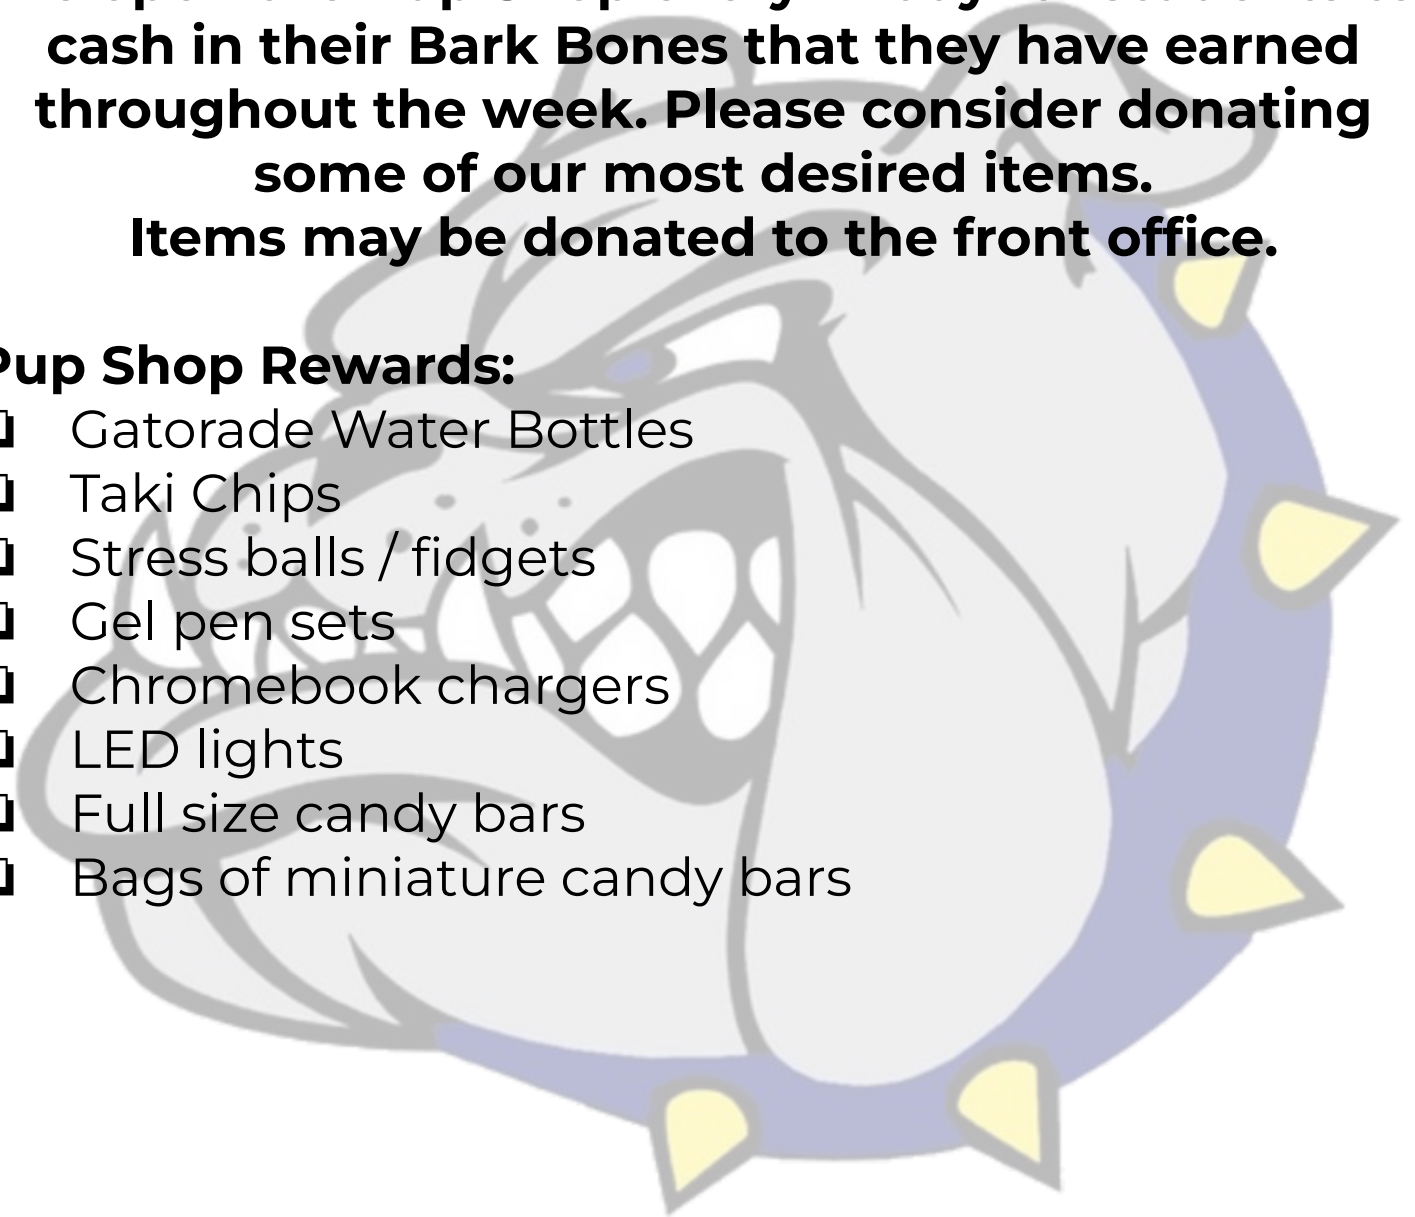 cash in their Bark Bones that they have earned
throughout the week. Please consider donating
some of our most desired items.
Items may be donated to the front office.
Pup Shop Rewards:
Gatorade Water Bottles
Taki Chips
Stress balls / fidgets
Gel pen sets
Chromebook chargers
LED lights
Full size candy bars
Bags of miniature candy bars